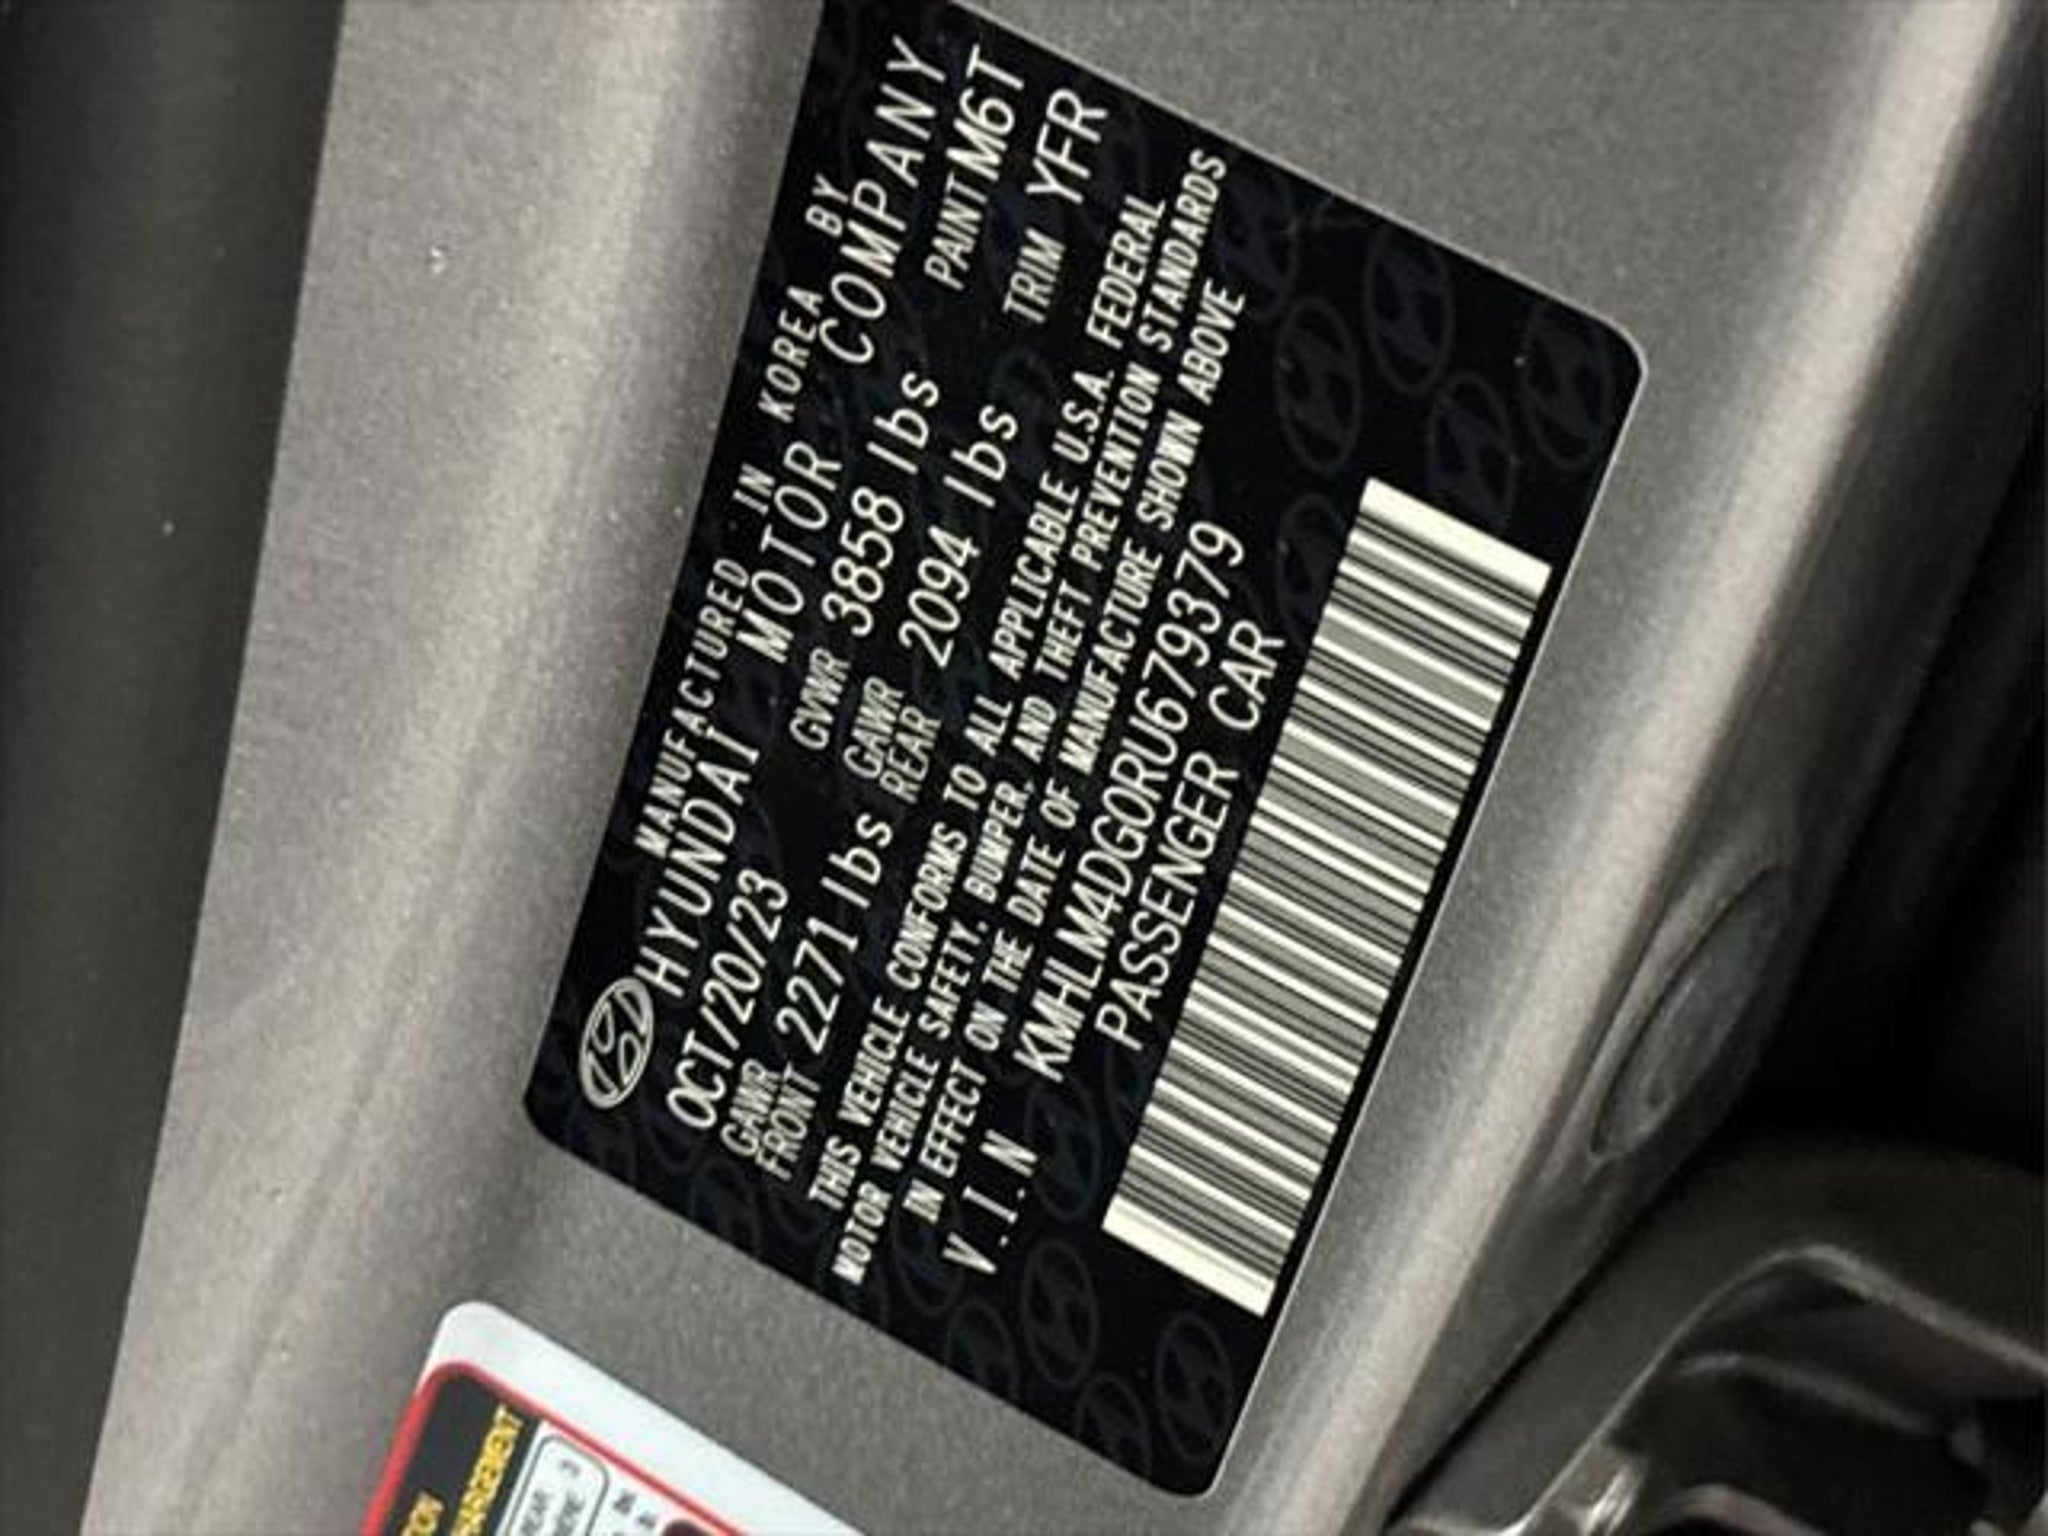 MANUFACTURED IN KOREA BY
HYUNDAI MOTOR COMPANY
OCT/20/23 GVWR 3858 lbs PAINT M6T
GAWR FRONT 2271 lbs GAWR REAR 2094 lbs TRIM YFR
THIS VEHICLE CONFORMS TO ALL APPLICABLE U.S.A. FEDERAL
MOTOR VEHICLE SAFETY, BUMPER, AND THEFT PREVENTION STANDARDS
IN EFFECT ON THE DATE OF MANUFACTURE SHOWN ABOVE
V.I.N KMHLM4DG0RU679379
PASSENGER CAR
REAR